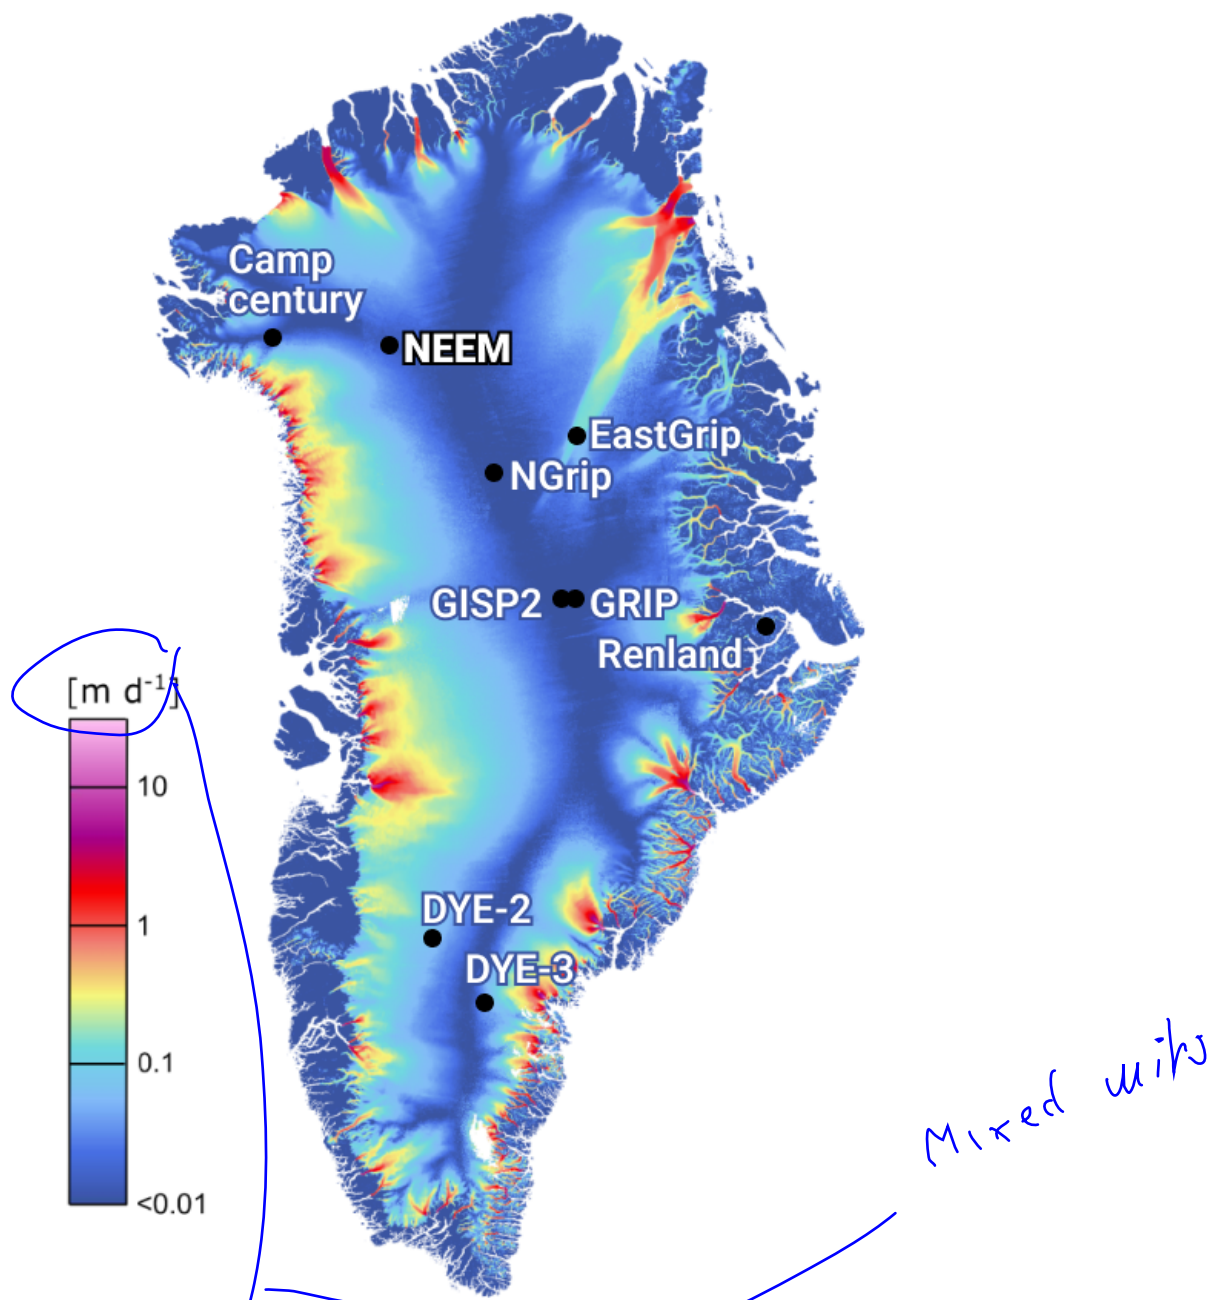 Camp
century
NEEM
EastGrip
NGrip
GISP2
GRIP
Renland
[m d⁻¹]
10
1
DYE-2
DYE-3
0.1
Mixed units
<0.01